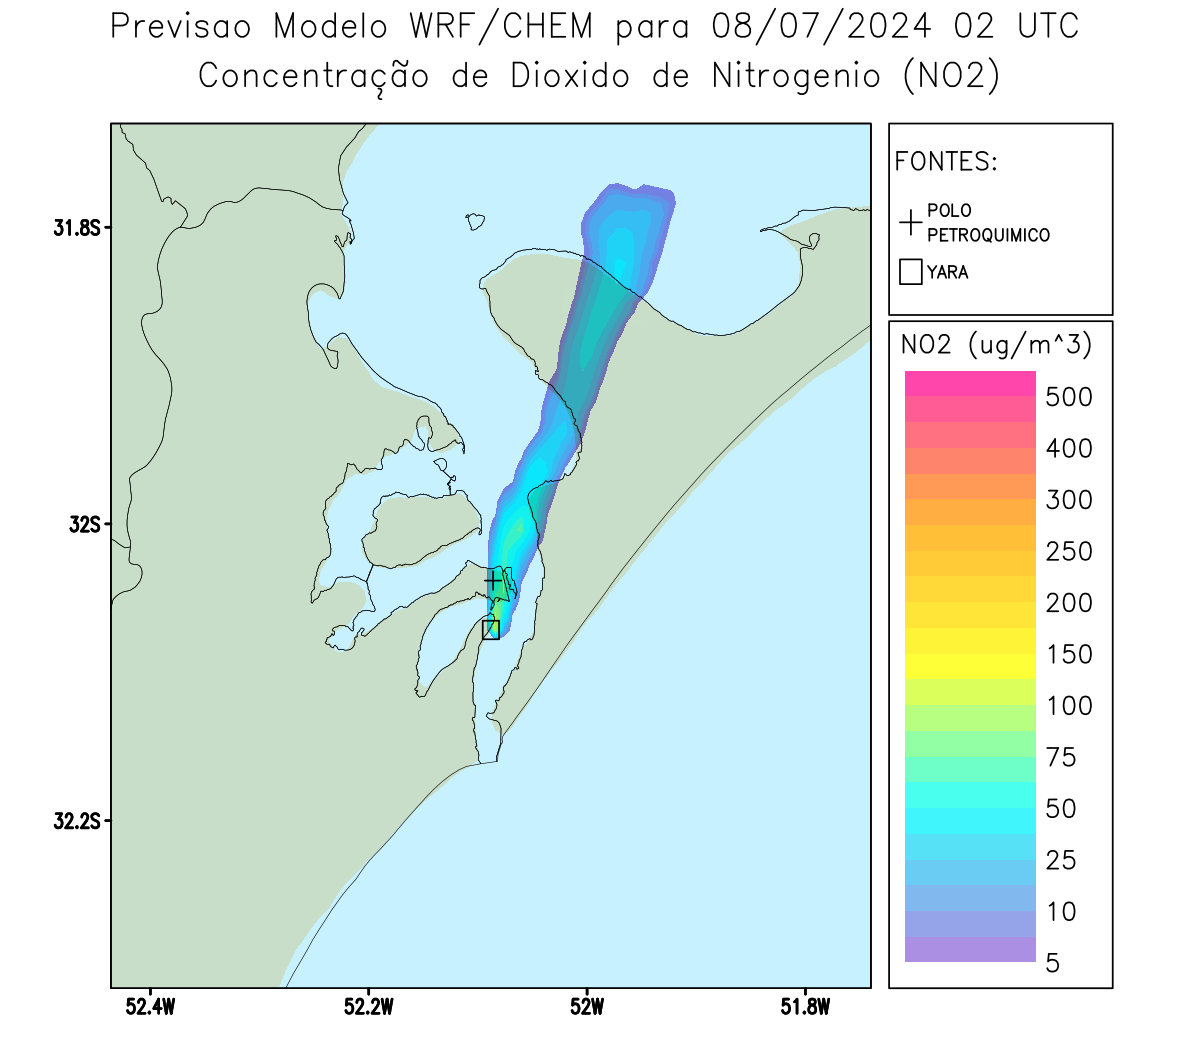 Previsao Modelo WRF/CHEM para 08/07/2024 02 UTC
Concentração de Dioxido de Nitrogenio (NO2)
FONTES:
POLO
PETROQUIMICO
YARA
NO2 (ug/m^3)
500
400
300
250
200
150
100
75
50
25
10
5
31.8S
32S
32.2S
52.4W
52.2W
52W
51.8W